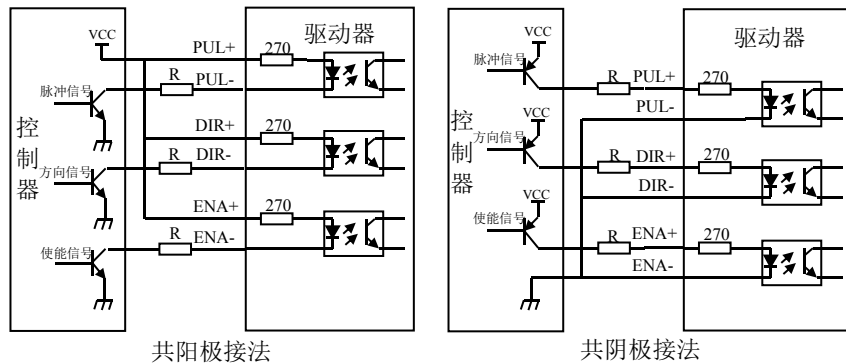 VCC
PUL+
270
驱动器
脉冲信号
R
PUL-
控制器
DIR+
270
方向信号
R
DIR-
ENA+
270
使能信号
R
ENA-
共阳极接法
VCC
驱动器
脉冲信号
R
PUL+
270
PUL-
控制器
VCC
方向信号
R
DIR+
270
DIR-
VCC
使能信号
R
ENA+
270
ENA-
共阴极接法